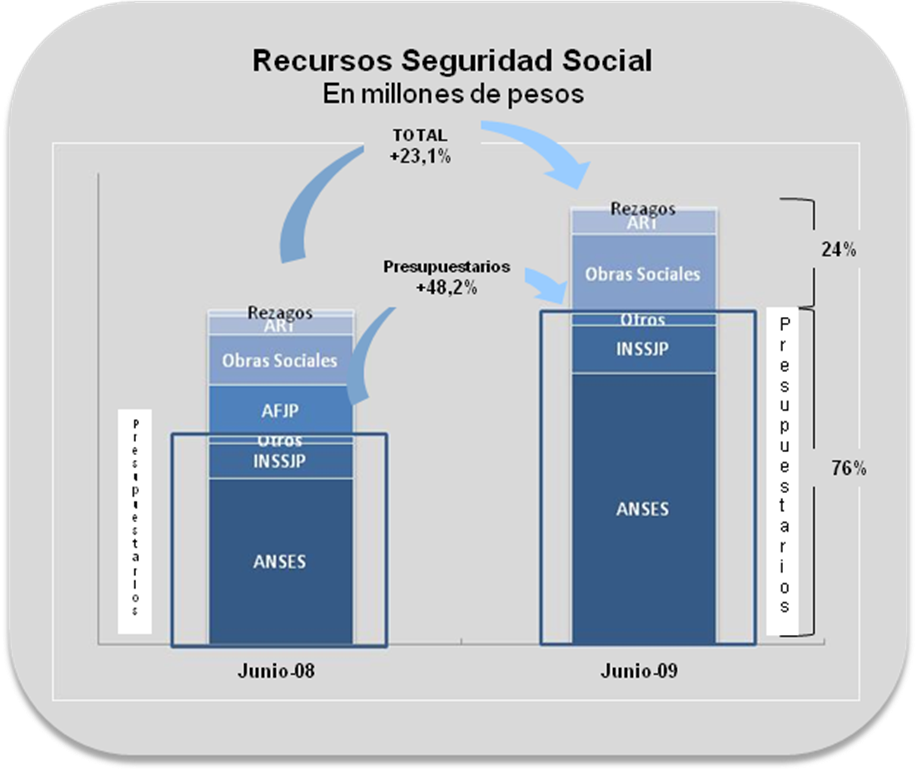 Recursos Seguridad Social
En millones de pesos
TOTAL
+23,1%
Presupuestarios
+48,2%
Rezagos
ART
Obras Sociales
AFJP
Otros
INSSJP
ANSES
Presupuestarios
Junio-08
Rezagos
ART
Obras Sociales
Otros
INSSJP
ANSES
Presupuestarios
24%
76%
Junio-09